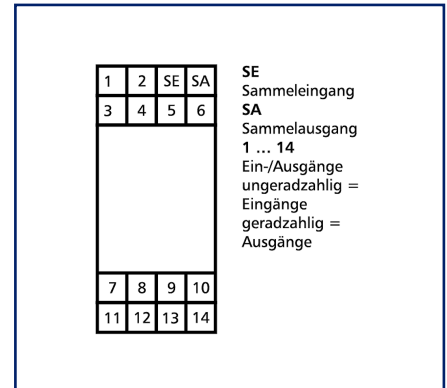 1 2 SE SA
3 4 5 6
7 8 9 10
11 12 13 14
SE
Sammeleingang
SA
Sammelausgang
1 ... 14
Ein-/Ausgänge
ungeradzahlig =
Eingänge
geradzahlig =
Ausgänge